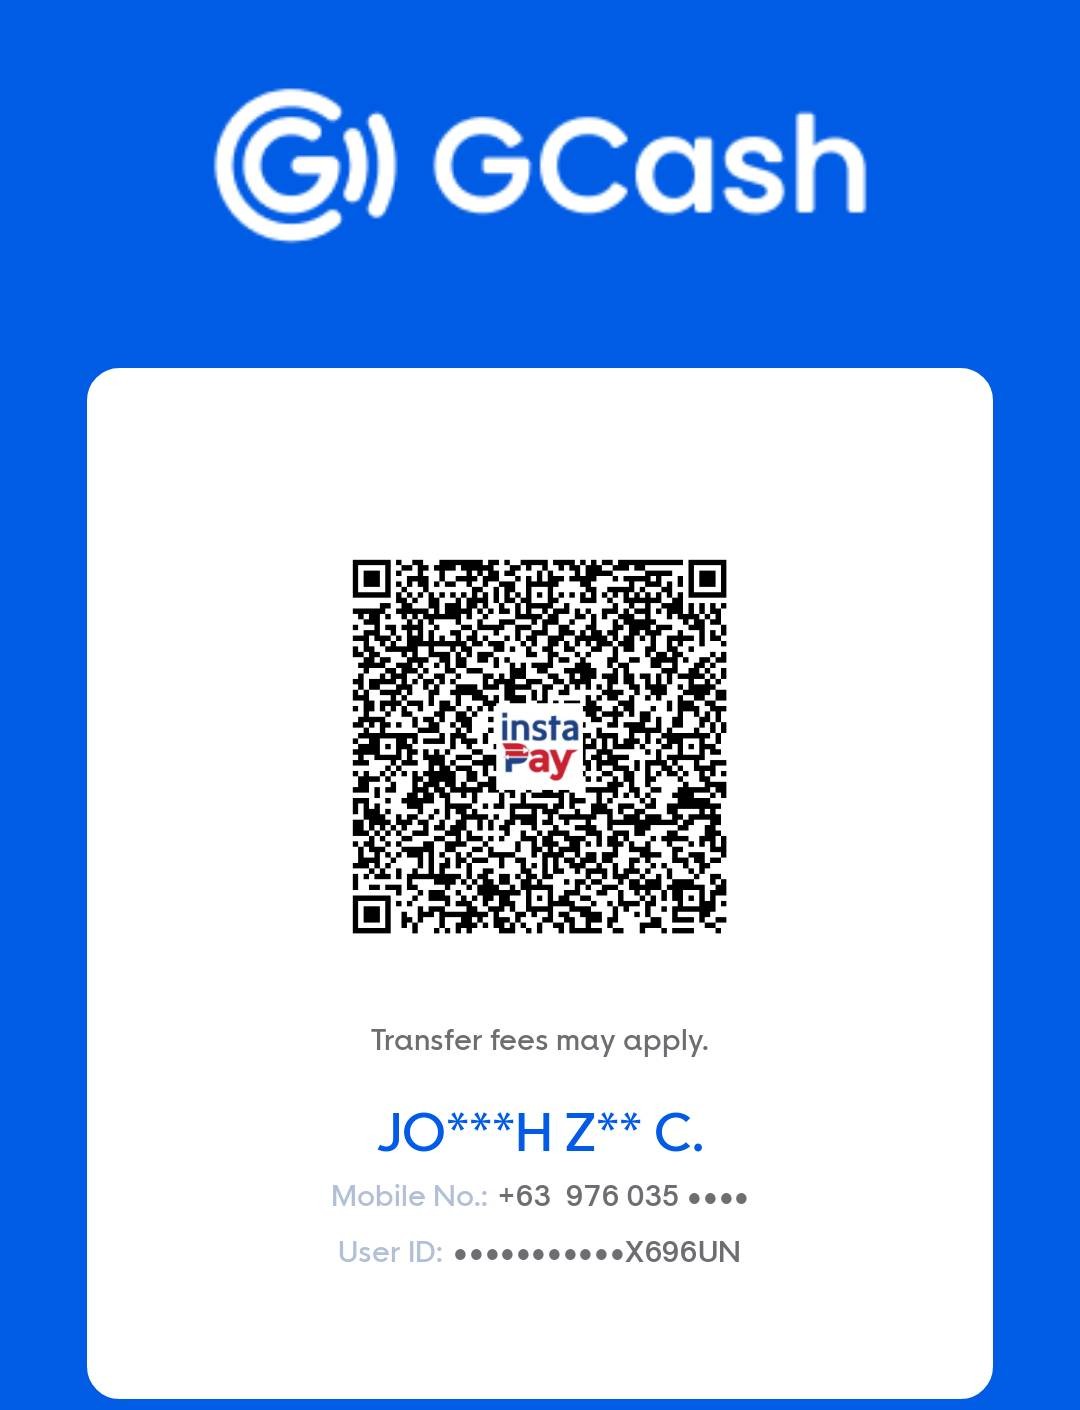 GCash
insta
Pay
Transfer fees may apply.
JO***H Z** C.
Mobile No.: +63 976 035 ••••
User ID: •••••••••••X696UN